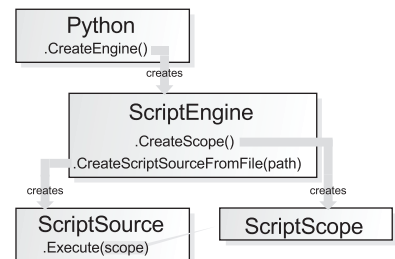 Python
.CreateEngine()
creates
ScriptEngine
.CreateScope()
.CreateScriptSourceFromFile(path)
creates
creates
ScriptSource
.Execute(scope)
ScriptScope